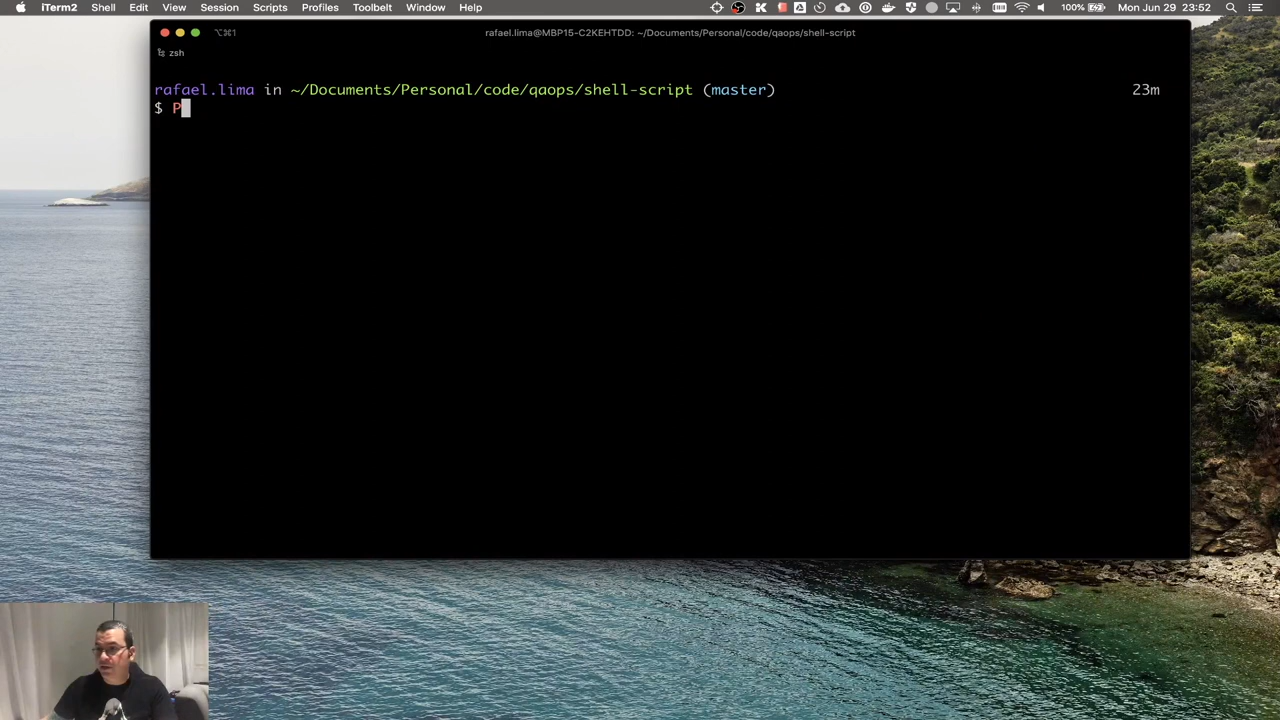 iTerm2 Shell Edit View Session Scripts Profiles Toolbelt Window Help 100% Mon Jun 29 23:52
⌥⌘1 rafael.lima@MBP15-C2KEHTDD: ~/Documents/Personal/code/qaops/shell-script
zsh
rafael.lima in ~/Documents/Personal/code/qaops/shell-script (master) 23m
$ P